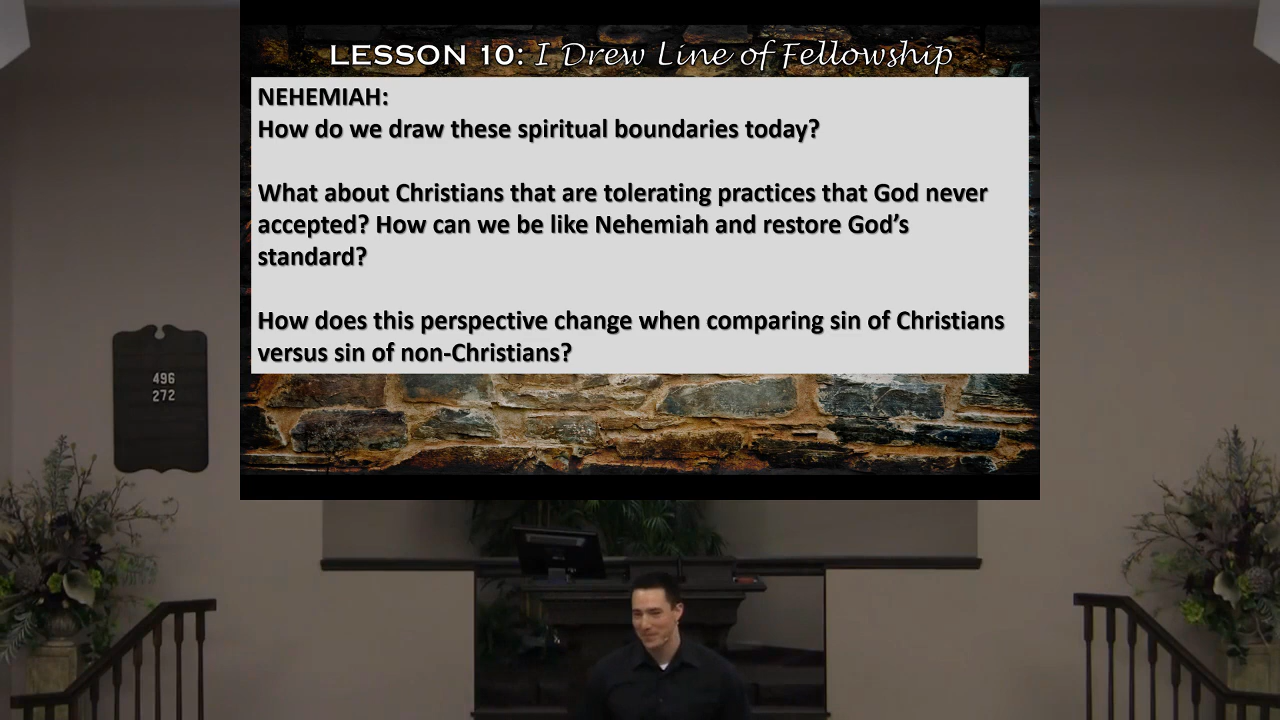 LESSON 10: I Drew Line of Fellowship
NEHEMIAH:
How do we draw these spiritual boundaries today?
What about Christians that are tolerating practices that God never
accepted? How can we be like Nehemiah and restore God's
standard?
How does this perspective change when comparing sin of Christians
versus sin of non-Christians?
496
272